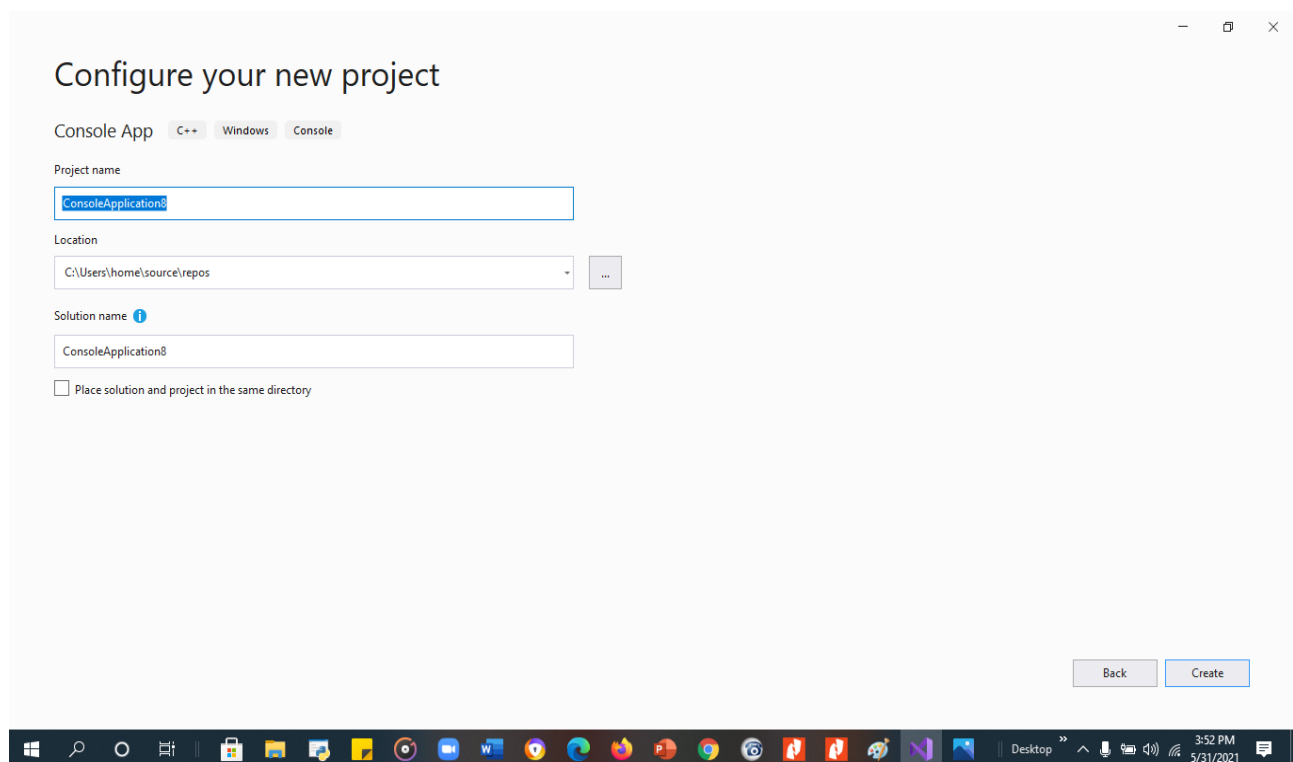 Configure your new project
Console App C++ Windows Console
Project name
ConsoleApplication8
Location
C:\Users\home\source\repos
...
Solution name
ConsoleApplication8
Place solution and project in the same directory
Back Create
Desktop
3:52 PM
5/31/2021